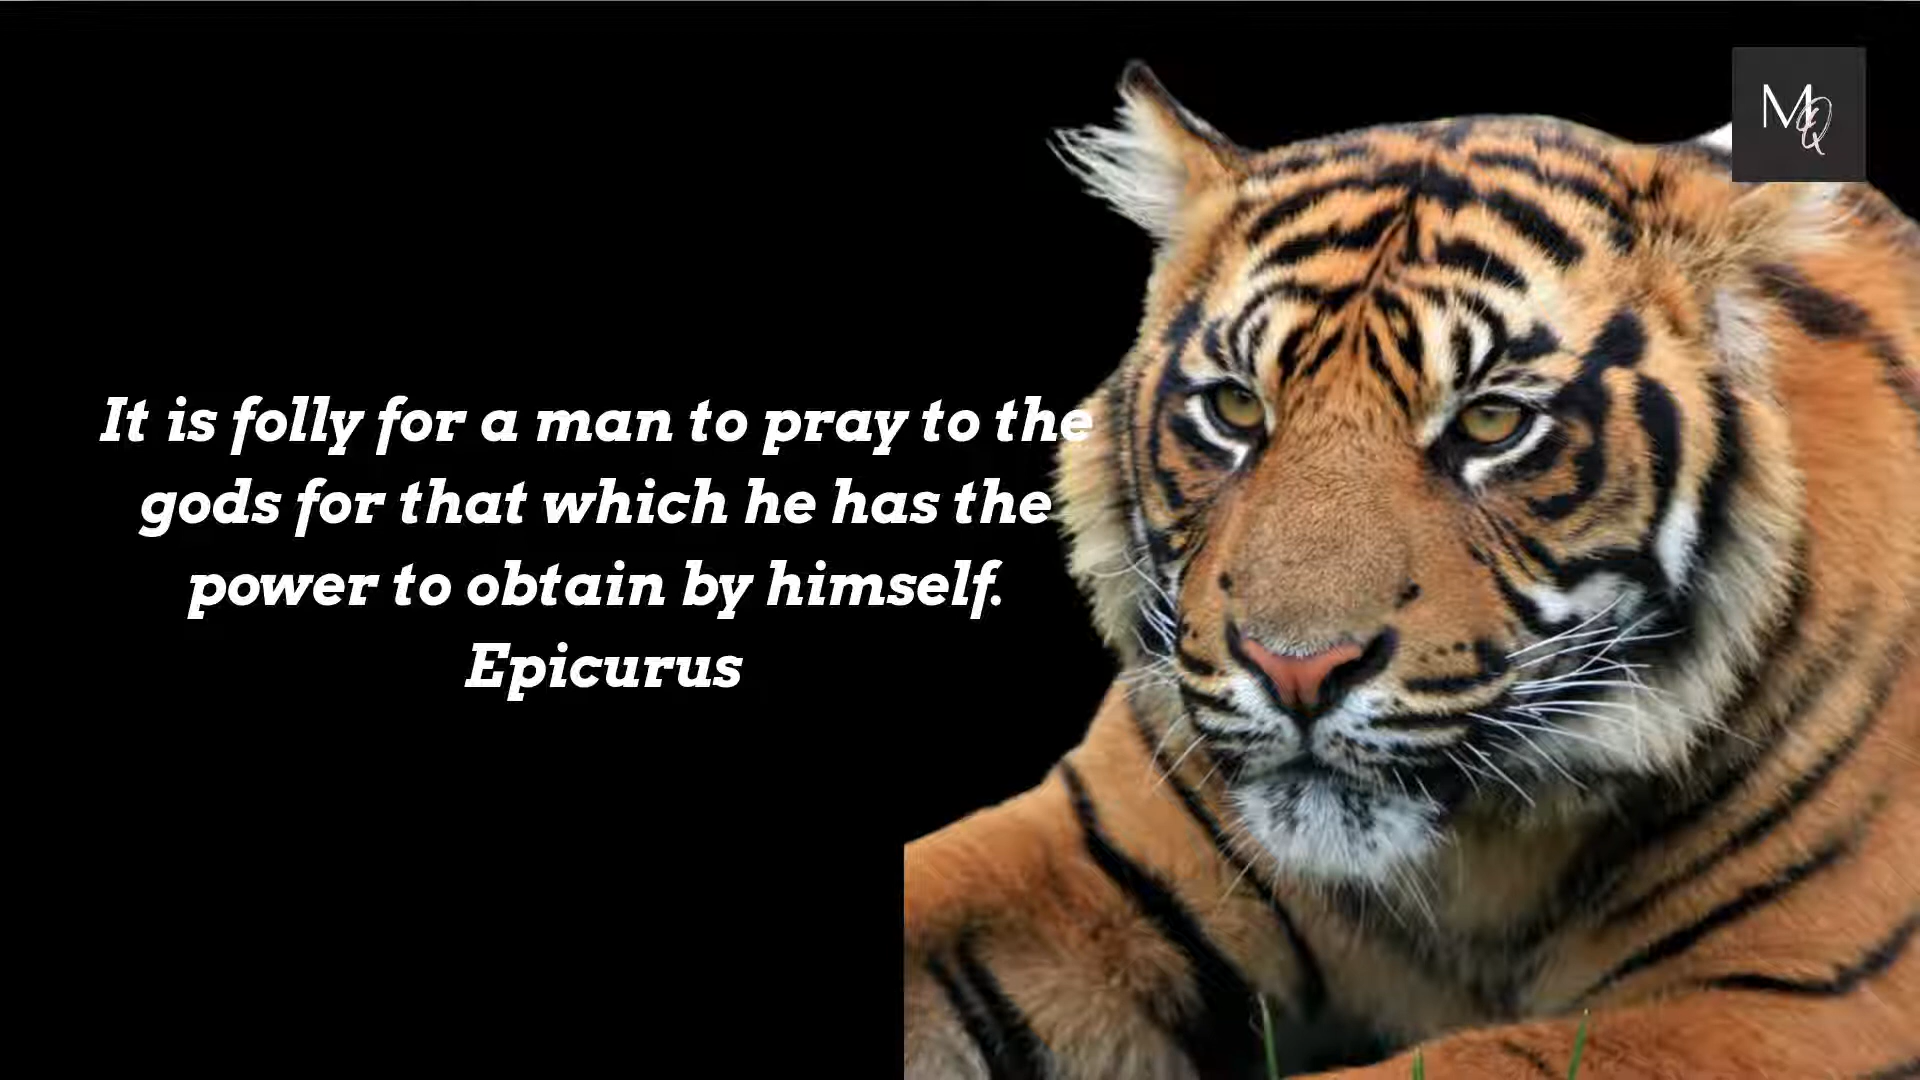 MQ
It is folly for a man to pray to the
gods for that which he has the
power to obtain by himself.
Epicurus